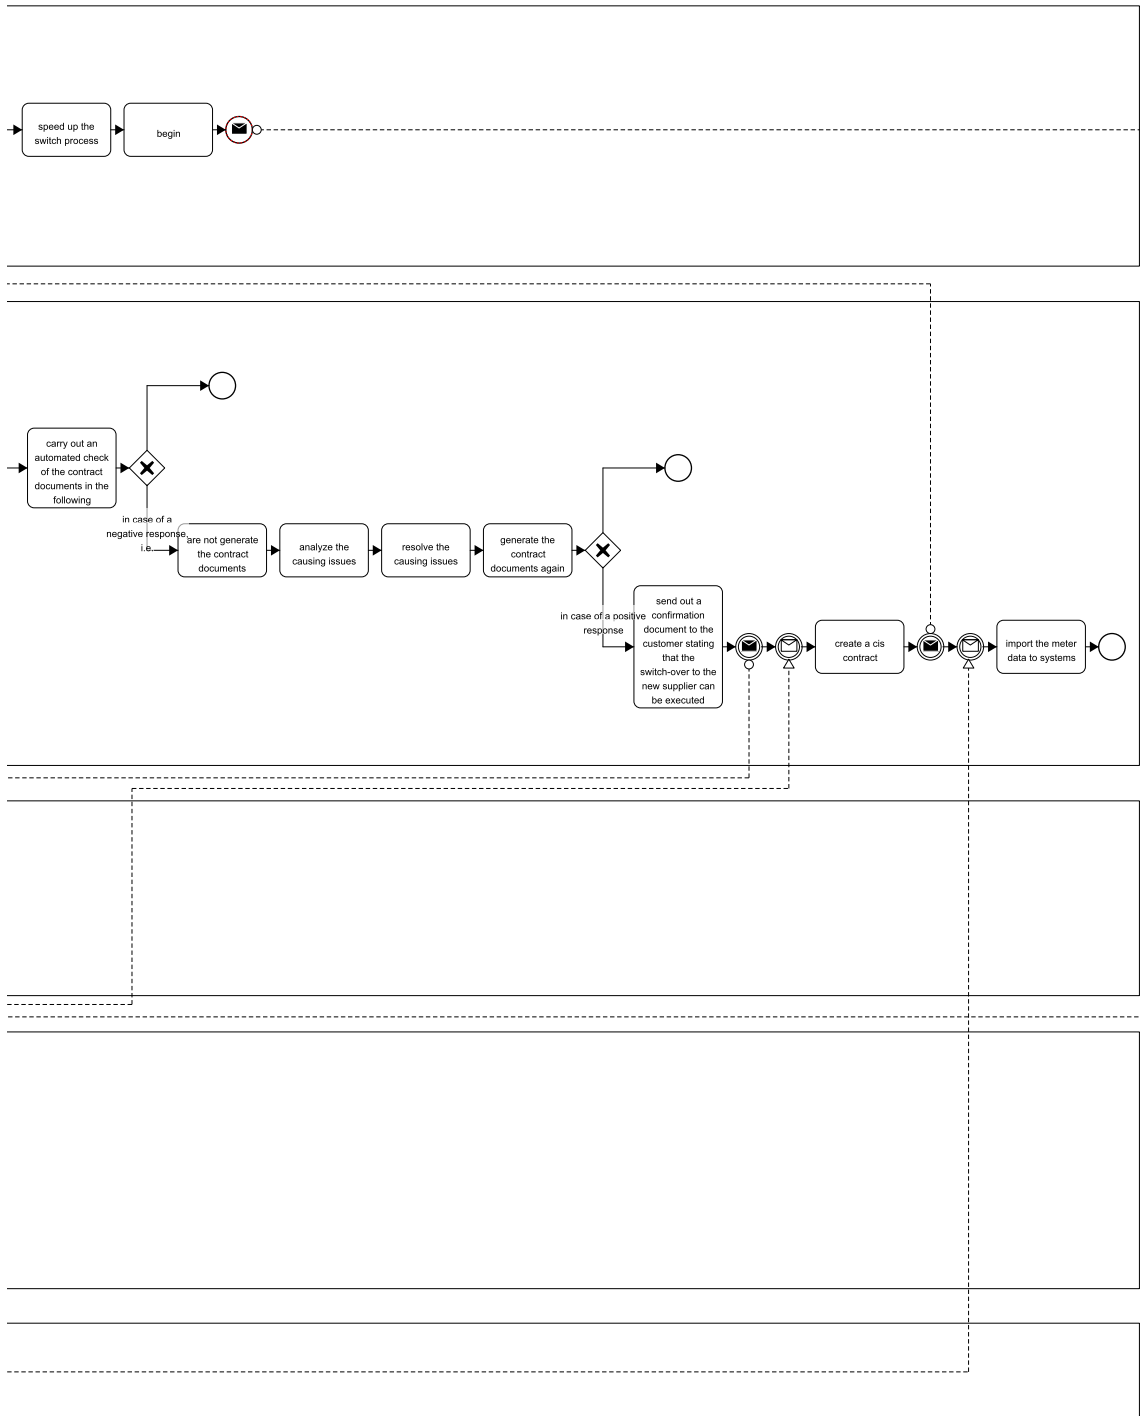 speed up the
switch process
begin
carry out an
automated check
of the contract
documents in the
following
in case of a
negative response,
i.e.
are not generate
the contract
documents
analyze the
causing issues
resolve the
causing issues
generate the
contract
documents again
in case of a positive
response
send out a
confirmation
document to the
customer stating
that the
switch-over to the
new supplier can
be executed
create a cis
contract
import the meter
data to systems